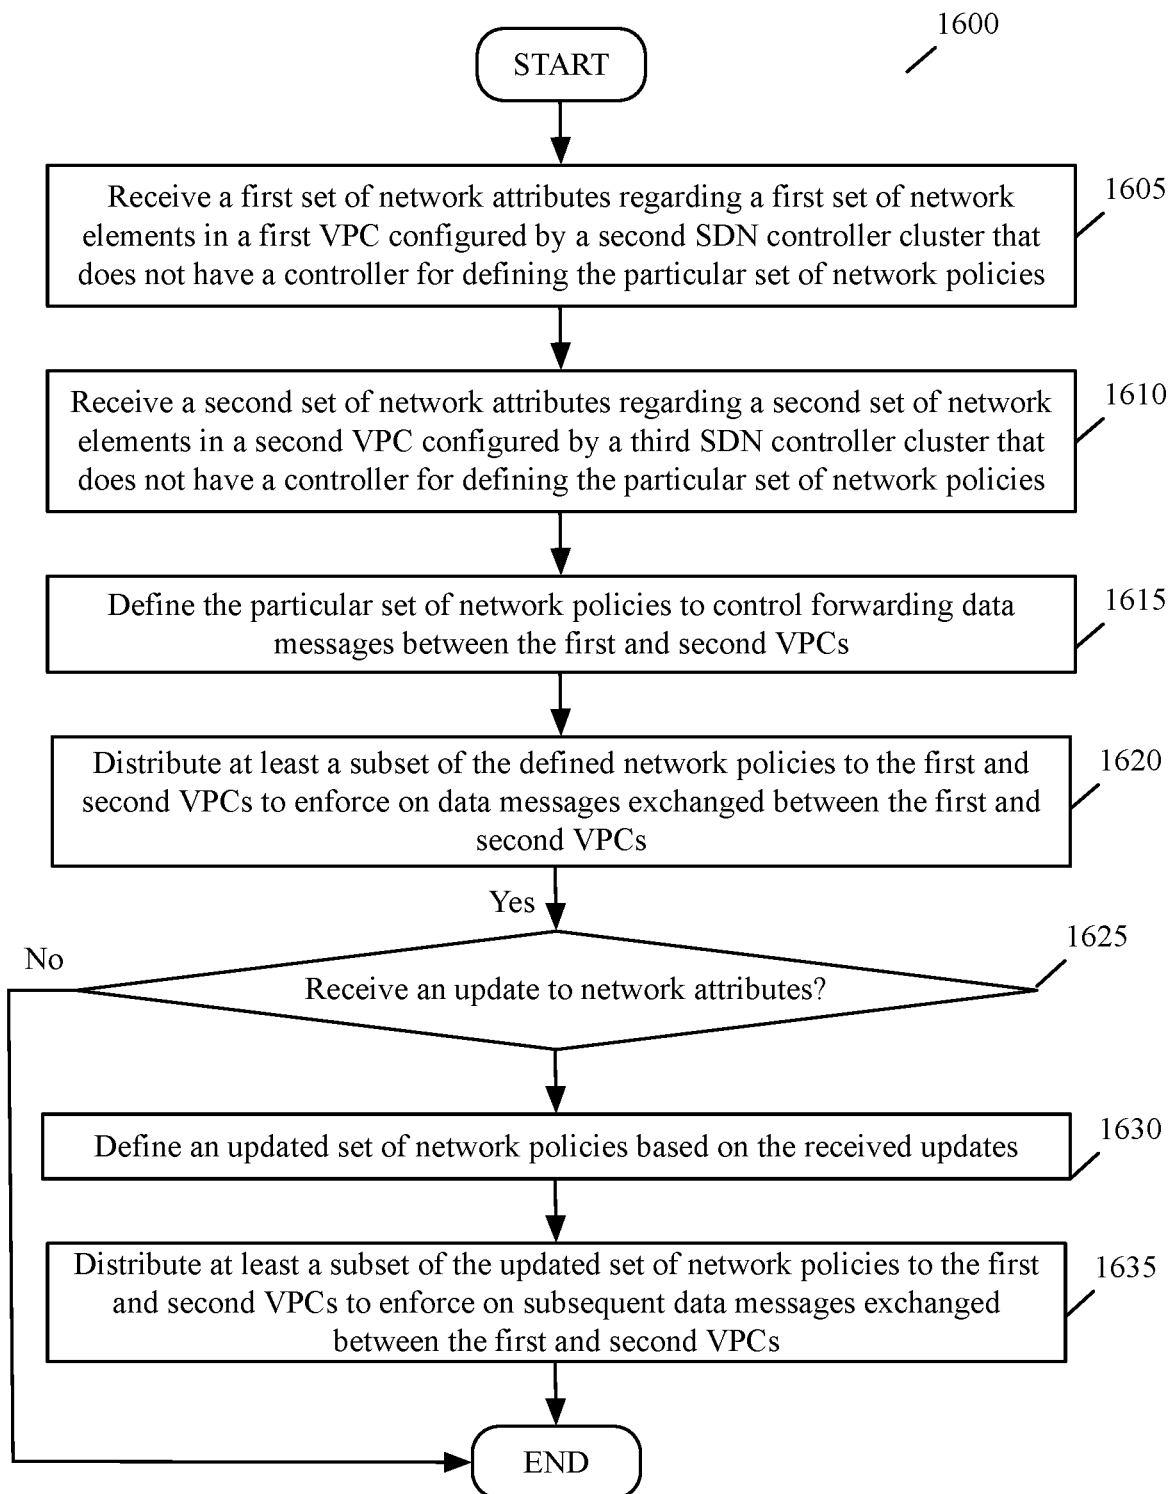 1600
START
Receive a first set of network attributes regarding a first set of network
elements in a first VPC configured by a second SDN controller cluster that
does not have a controller for defining the particular set of network policies
1605
Receive a second set of network attributes regarding a second set of network
elements in a second VPC configured by a third SDN controller cluster that
does not have a controller for defining the particular set of network policies
1610
Define the particular set of network policies to control forwarding data
messages between the first and second VPCs
1615
Distribute at least a subset of the defined network policies to the first and
second VPCs to enforce on data messages exchanged between the first and
second VPCs
1620
Yes
No
Receive an update to network attributes?
1625
Define an updated set of network policies based on the received updates
1630
Distribute at least a subset of the updated set of network policies to the first
and second VPCs to enforce on subsequent data messages exchanged
between the first and second VPCs
1635
END